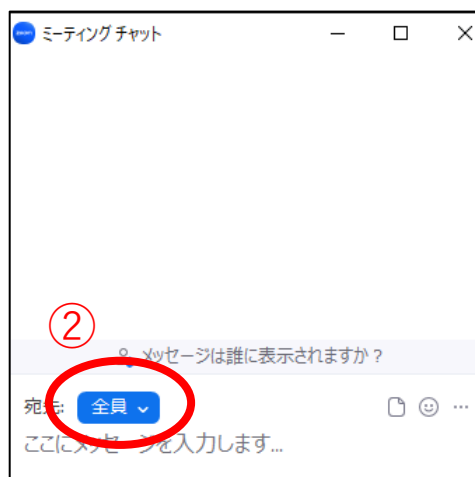 zoom ミーティング チャット
②
メッセージは誰に表示されますか？
宛先: 全員
ここにメッセージを入力します...